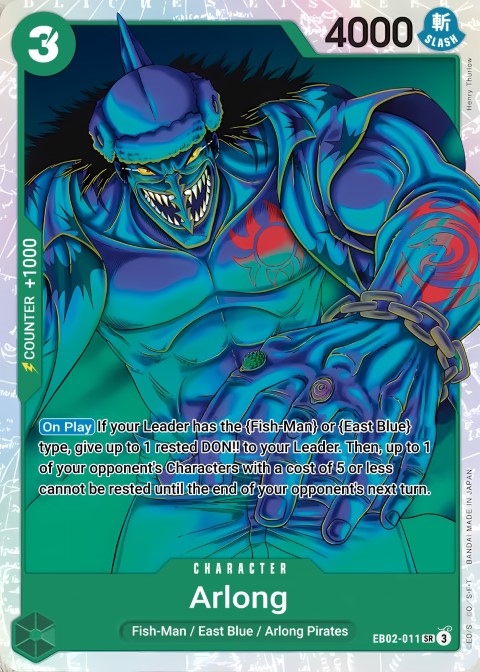 3
4000
斬
SLASH
Henry Thurlow
COUNTER +1000
On Play If your Leader has the {Fish-Man} or {East Blue}
type, give up to 1 rested DON!! to your Leader. Then, up to 1
of your opponent's Characters with a cost of 5 or less
cannot be rested until the end of your opponent's next turn.
BANDAI MADE IN JAPAN
CHARACTER
Arlong
Fish-Man / East Blue / Arlong Pirates
EB02-011 SR 3